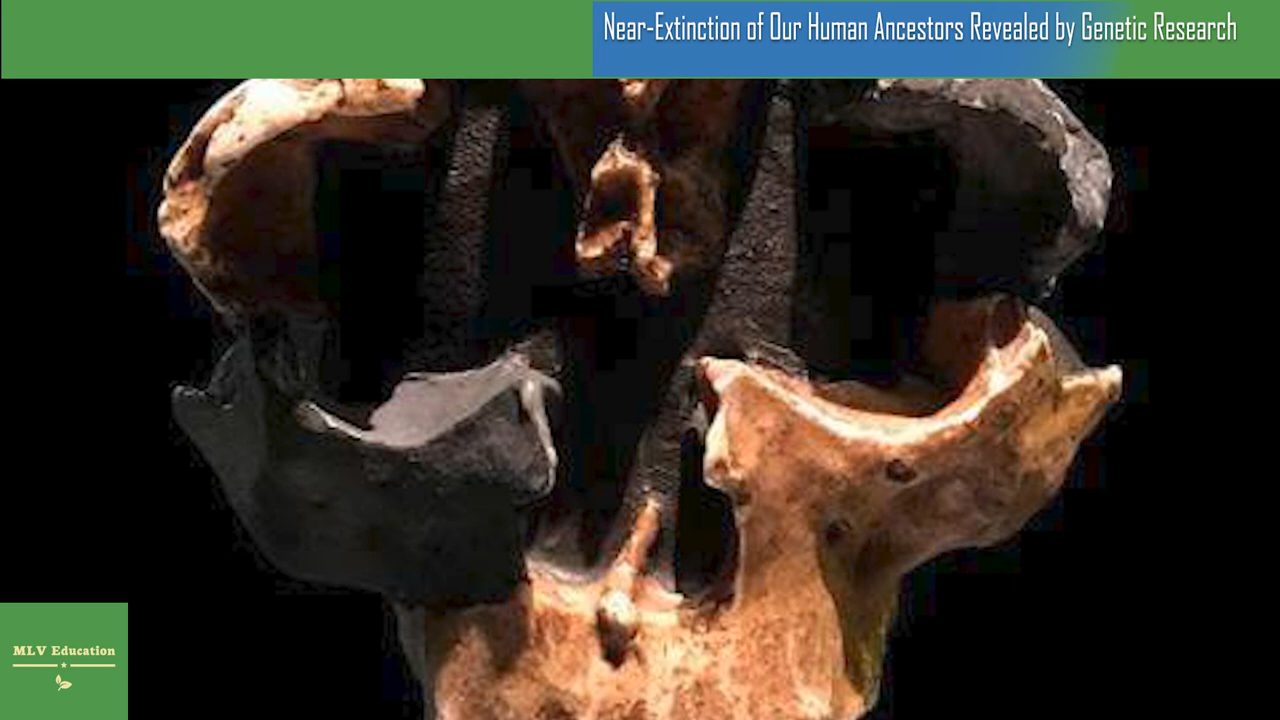 Near-Extinction of Our Human Ancestors Revealed by Genetic Research
MLV Education